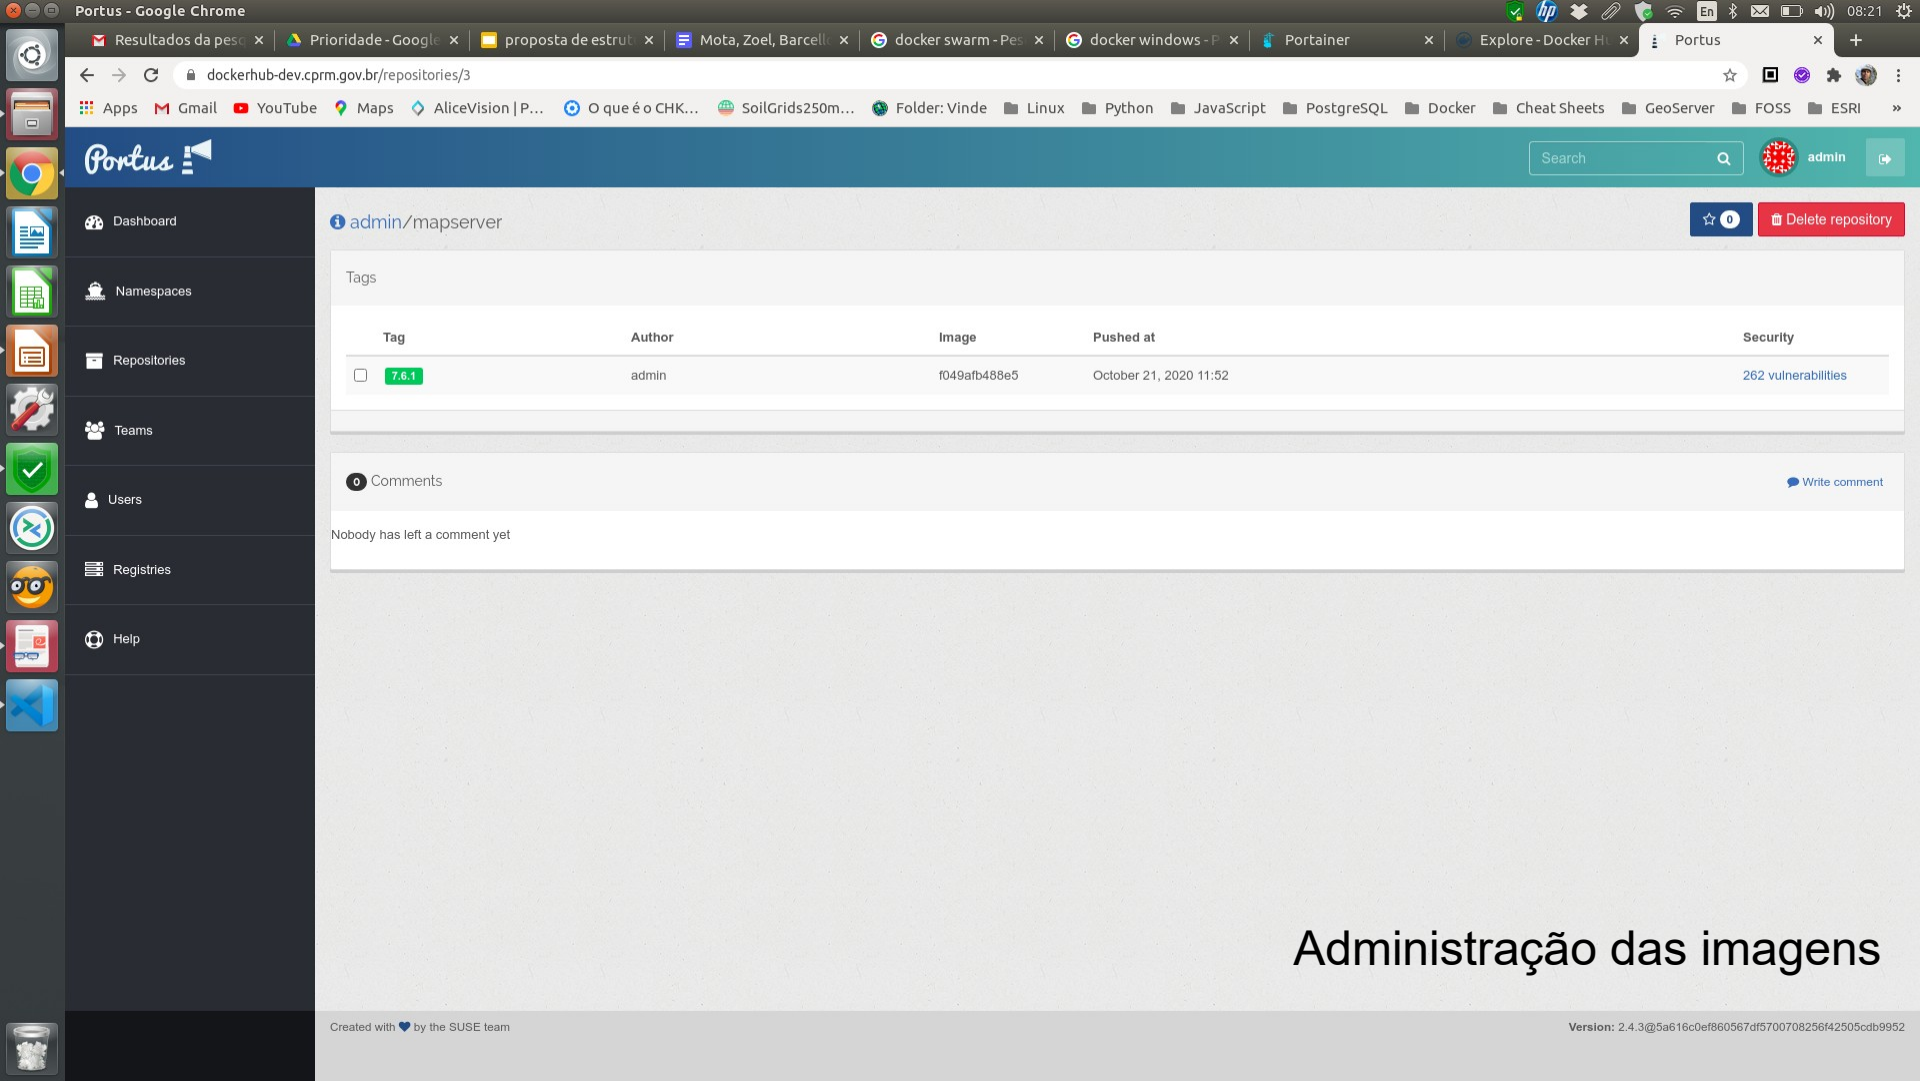 Portus - Google Chrome
En
08:21
Resultados da pesq
Prioridade - Google
proposta de estrut
Mota, Zoel, Barcell
docker swarm - Pes
docker windows - P
Portainer
Explore - Docker H
Portus
dockerhub-dev.cprm.gov.br/repositories/3
Apps
Gmail
YouTube
Maps
AliceVision | P...
O que é o CHK...
SoilGrids250m...
Folder: Vinde
Linux
Python
JavaScript
PostgreSQL
Docker
Cheat Sheets
GeoServer
FOSS
ESRI
»
Portus
Search
admin
Dashboard
Namespaces
Repositories
Teams
Users
Registries
Help
admin/mapserver
0
Delete repository
Tags
Tag Author Image Pushed at Security
7.6.1 admin f049afb488e5 October 21, 2020 11:52 262 vulnerabilities
0 Comments
Write comment
Nobody has left a comment yet
Administração das imagens
Created with ♥ by the SUSE team
Version: 2.4.3@5a616c0ef860567df5700708256f42505cdb9952